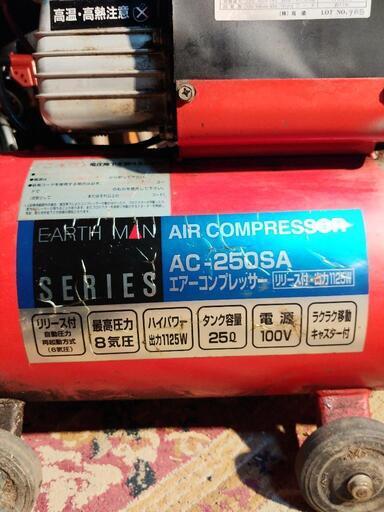 高温・高熱注意
LOT NO.
EARTH MAN
SERIES
AIR COMPRESSOR
AC-250SA
エアーコンプレッサー
リリース付・出力1125W
リリース付
自動圧力
再起動方式
(6気圧)
最高圧力
8気圧
ハイパワー
出力1125W
タンク容量
25ℓ
電源
100V
ラクラク移動
キャスター付